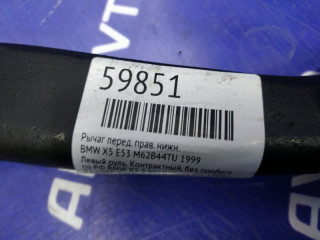 59851
Рычаг перед. прав. нижн.
BMW X5 E53 M62B44TU 1999
Левый руль. Контрактный, без пробега